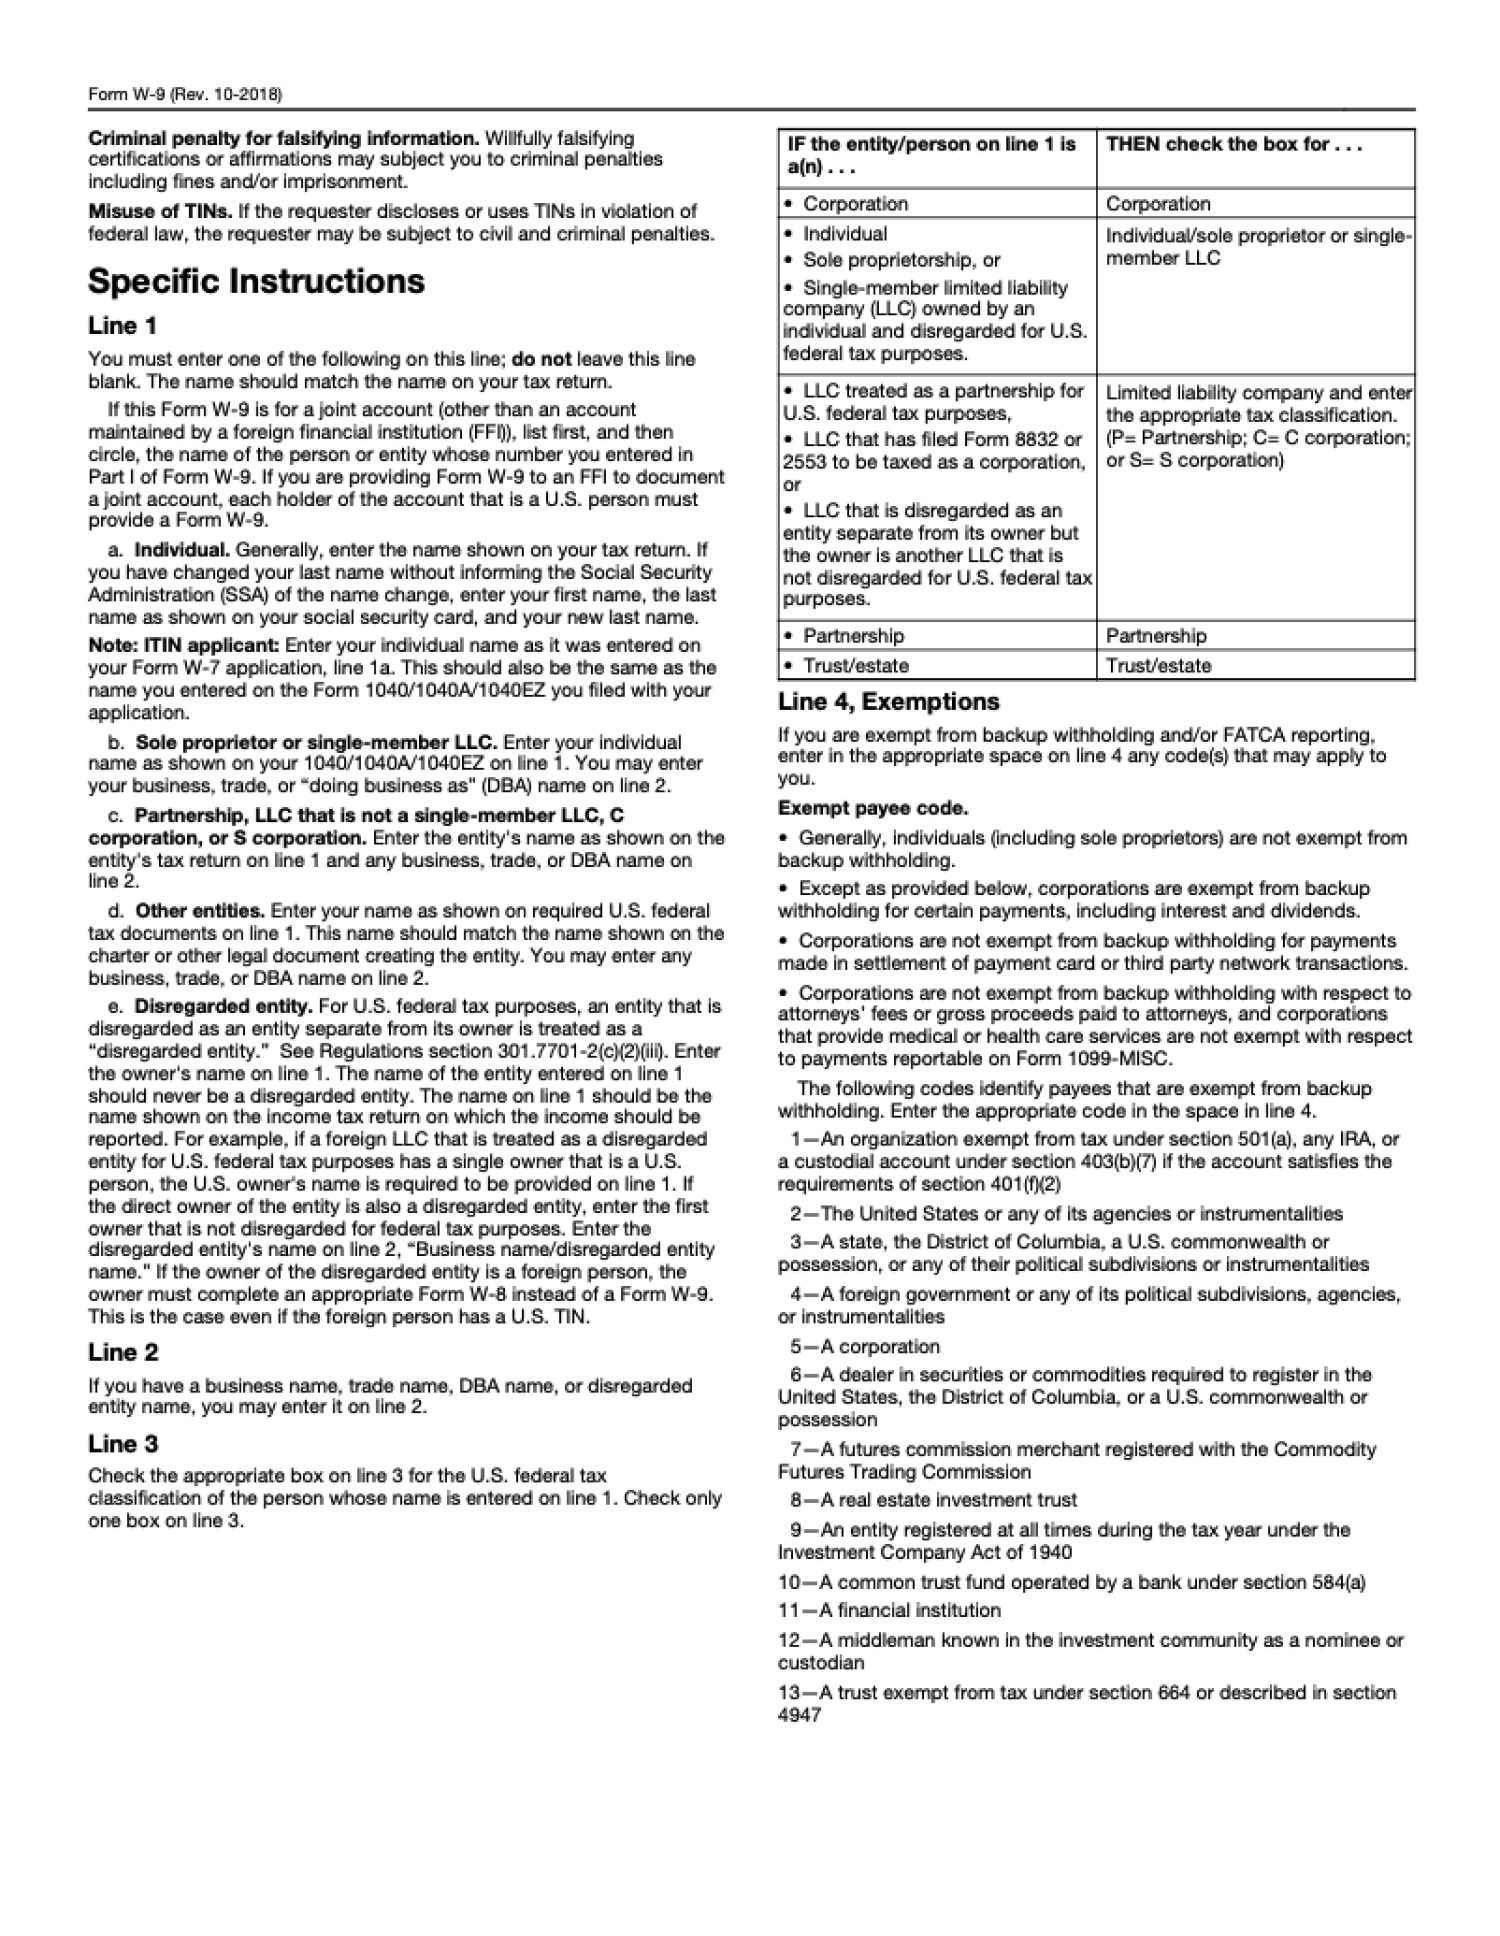 Form W-9 (Rev. 10-2018)
Criminal penalty for falsifying information. Willfully falsifying
certifications or affirmations may subject you to criminal penalties
including fines and/or imprisonment.
Misuse of TINs. If the requester discloses or uses TINs in violation of
federal law, the requester may be subject to civil and criminal penalties.
Specific Instructions
Line 1
You must enter one of the following on this line; do not leave this line
blank. The name should match the name on your tax return.
If this Form W-9 is for a joint account (other than an account
maintained by a foreign financial institution (FFI)), list first, and then
circle, the name of the person or entity whose number you entered in
Part I of Form W-9. If you are providing Form W-9 to an FFI to document
a joint account, each holder of the account that is a U.S. person must
provide a Form W-9.
a. Individual. Generally, enter the name shown on your tax return. If
you have changed your last name without informing the Social Security
Administration (SSA) of the name change, enter your first name, the last
name as shown on your social security card, and your new last name.
Note: ITIN applicant: Enter your individual name as it was entered on
your Form W-7 application, line 1a. This should also be the same as the
name you entered on the Form 1040/1040A/1040EZ you filed with your
application.
b. Sole proprietor or single-member LLC. Enter your individual
name as shown on your 1040/1040A/1040EZ on line 1. You may enter
your business, trade, or “doing business as” (DBA) name on line 2.
c. Partnership, LLC that is not a single-member LLC, C
corporation, or S corporation. Enter the entity's name as shown on the
entity's tax return on line 1 and any business, trade, or DBA name on
line 2.
d. Other entities. Enter your name as shown on required U.S. federal
tax documents on line 1. This name should match the name shown on the
charter or other legal document creating the entity. You may enter any
business, trade, or DBA name on line 2.
e. Disregarded entity. For U.S. federal tax purposes, an entity that is
disregarded as an entity separate from its owner is treated as a
“disregarded entity.” See Regulations section 301.7701-2(c)(2)(iii). Enter
the owner's name on line 1. The name of the entity entered on line 1
should never be a disregarded entity. The name on line 1 should be the
name shown on the income tax return on which the income should be
reported. For example, if a foreign LLC that is treated as a disregarded
entity for U.S. federal tax purposes has a single owner that is a U.S.
person, the U.S. owner's name is required to be provided on line 1. If
the direct owner of the entity is also a disregarded entity, enter the first
owner that is not disregarded for federal tax purposes. Enter the
disregarded entity's name on line 2, “Business name/disregarded entity
name.” If the owner of the disregarded entity is a foreign person, the
owner must complete an appropriate Form W-8 instead of a Form W-9.
This is the case even if the foreign person has a U.S. TIN.
Line 2
If you have a business name, trade name, DBA name, or disregarded
entity name, you may enter it on line 2.
Line 3
Check the appropriate box on line 3 for the U.S. federal tax
classification of the person whose name is entered on line 1. Check only
one box on line 3.
IF the entity/person on line 1 is
a(n) . . .
THEN check the box for . . .
• Corporation
Corporation
• Individual
• Sole proprietorship, or
• Single-member limited liability
company (LLC) owned by an
individual and disregarded for U.S.
federal tax purposes.
Individual/sole proprietor or single-
member LLC
• LLC treated as a partnership for
U.S. federal tax purposes,
• LLC that has filed Form 8832 or
2553 to be taxed as a corporation,
or
• LLC that is disregarded as an
entity separate from its owner but
the owner is another LLC that is
not disregarded for U.S. federal tax
purposes.
Limited liability company and enter
the appropriate tax classification.
(P= Partnership; C= C corporation;
or S= S corporation)
• Partnership
Partnership
• Trust/estate
Trust/estate
Line 4, Exemptions
If you are exempt from backup withholding and/or FATCA reporting,
enter in the appropriate space on line 4 any code(s) that may apply to
you.
Exempt payee code.
• Generally, individuals (including sole proprietors) are not exempt from
backup withholding.
• Except as provided below, corporations are exempt from backup
withholding for certain payments, including interest and dividends.
• Corporations are not exempt from backup withholding for payments
made in settlement of payment card or third party network transactions.
• Corporations are not exempt from backup withholding with respect to
attorneys’ fees or gross proceeds paid to attorneys, and corporations
that provide medical or health care services are not exempt with respect
to payments reportable on Form 1099-MISC.
The following codes identify payees that are exempt from backup
withholding. Enter the appropriate code in the space in line 4.
1—An organization exempt from tax under section 501(a), any IRA, or
a custodial account under section 403(b)(7) if the account satisfies the
requirements of section 401(f)(2)
2—The United States or any of its agencies or instrumentalities
3—A state, the District of Columbia, a U.S. commonwealth or
possession, or any of their political subdivisions or instrumentalities
4—A foreign government or any of its political subdivisions, agencies,
or instrumentalities
5—A corporation
6—A dealer in securities or commodities required to register in the
United States, the District of Columbia, or a U.S. commonwealth or
possession
7—A futures commission merchant registered with the Commodity
Futures Trading Commission
8—A real estate investment trust
9—An entity registered at all times during the tax year under the
Investment Company Act of 1940
10—A common trust fund operated by a bank under section 584(a)
11—A financial institution
12—A middleman known in the investment community as a nominee or
custodian
13—A trust exempt from tax under section 664 or described in section
4947